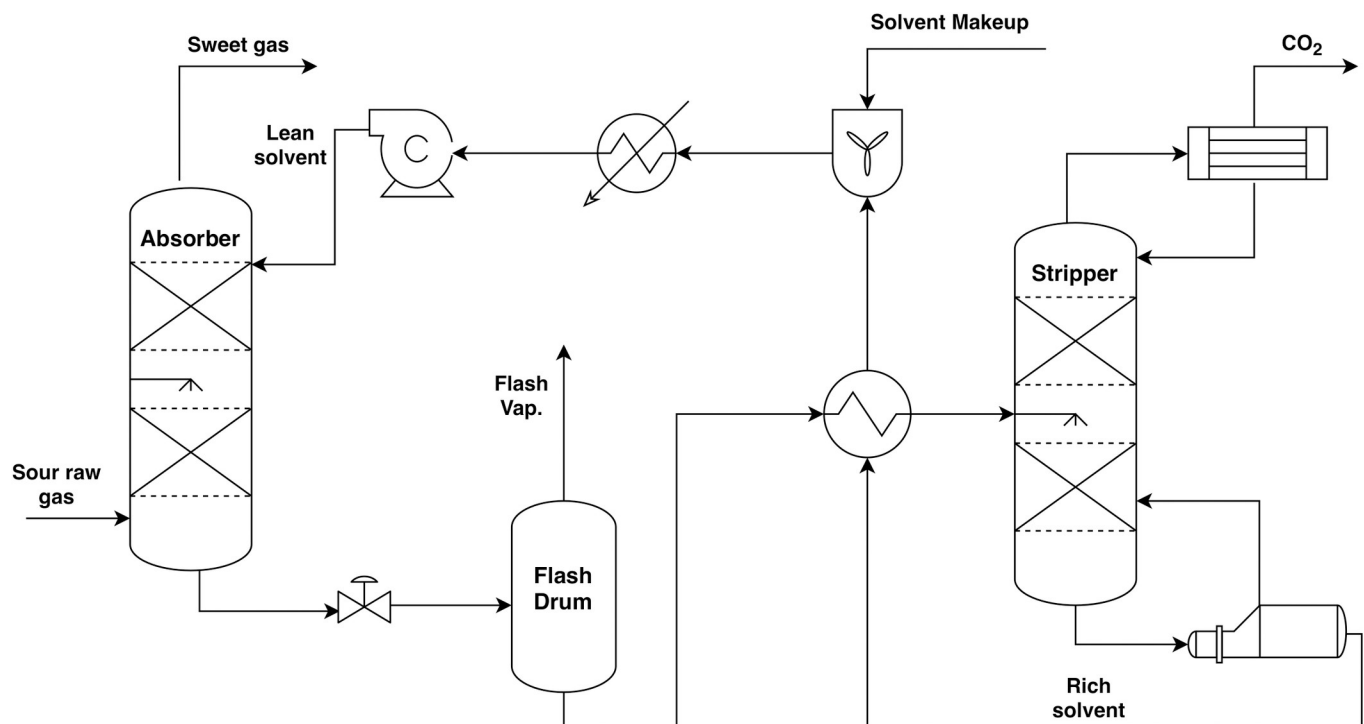 Solvent Makeup
Sweet gas
CO₂
Lean
solvent
Absorber
Stripper
Flash
Vap.
Sour raw
gas
Flash
Drum
Rich
solvent